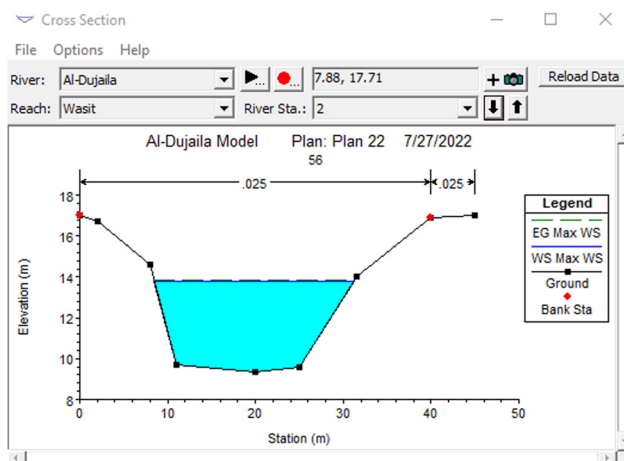 Cross Section
File Options Help
River: Al-Dujaila ... ... 7.88, 17.71 + Reload Data
Reach: Wasit River Sta.: 2
Al-Dujaila Model Plan: Plan 22 7/27/2022
56
.025 .025
18
16
14
12
10
8
Elevation (m)
0 10 20 30 40 50
Station (m)
Legend
EG Max WS
WS Max WS
Ground
Bank Sta